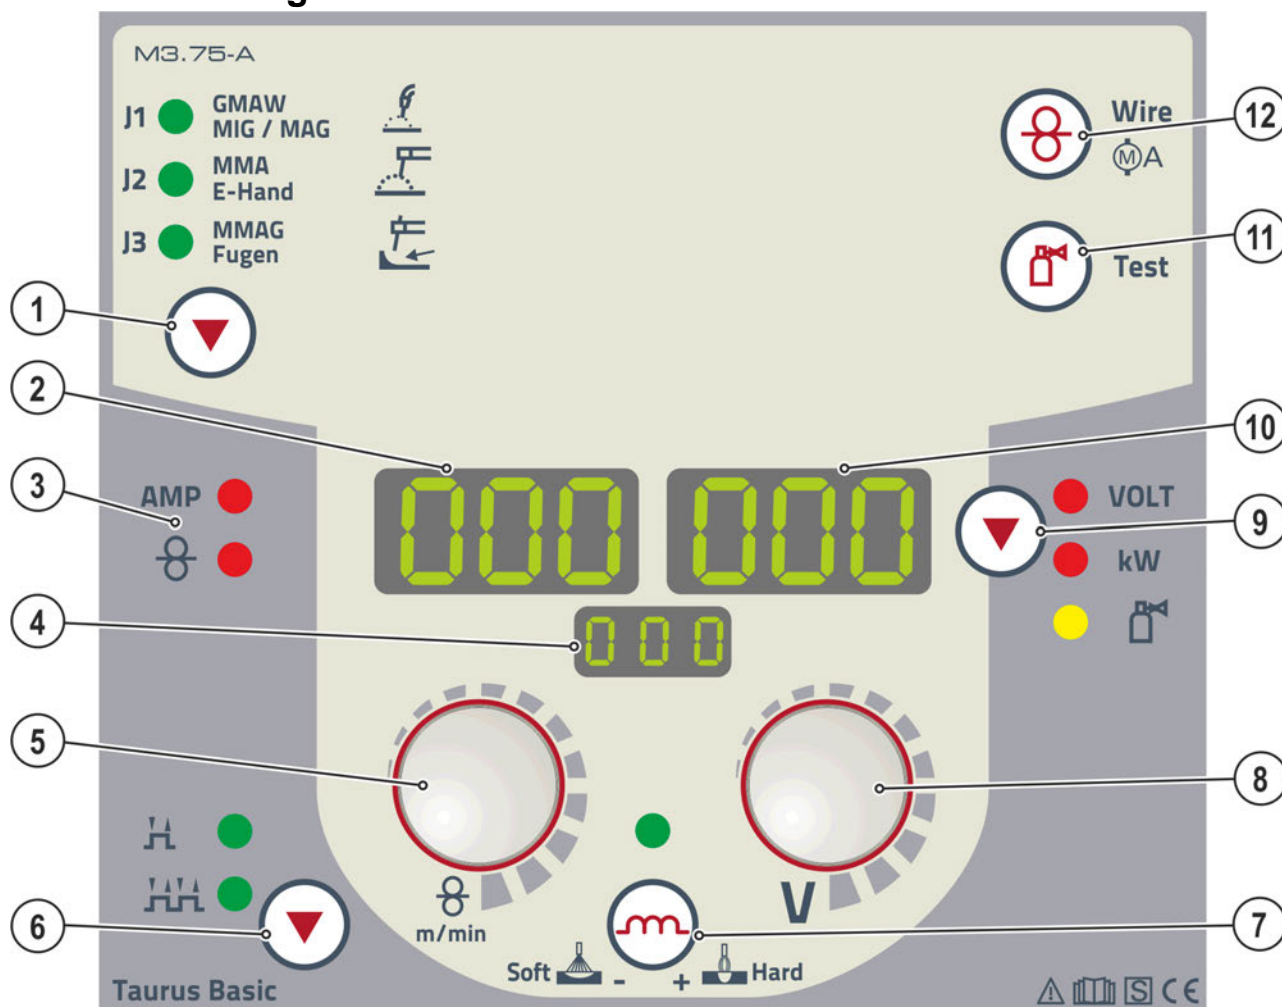 g
M3.75-A
J1 GMAW
MIG / MAG
J2 MMA
E-Hand
J3 MMAG
Fugen
Wire
M A
Test
12
11
1
2
10
3
9
AMP
000
000
VOLT
kW
4
000
5
8
6
7
m/min
V
Soft - + Hard
Taurus Basic
S CE